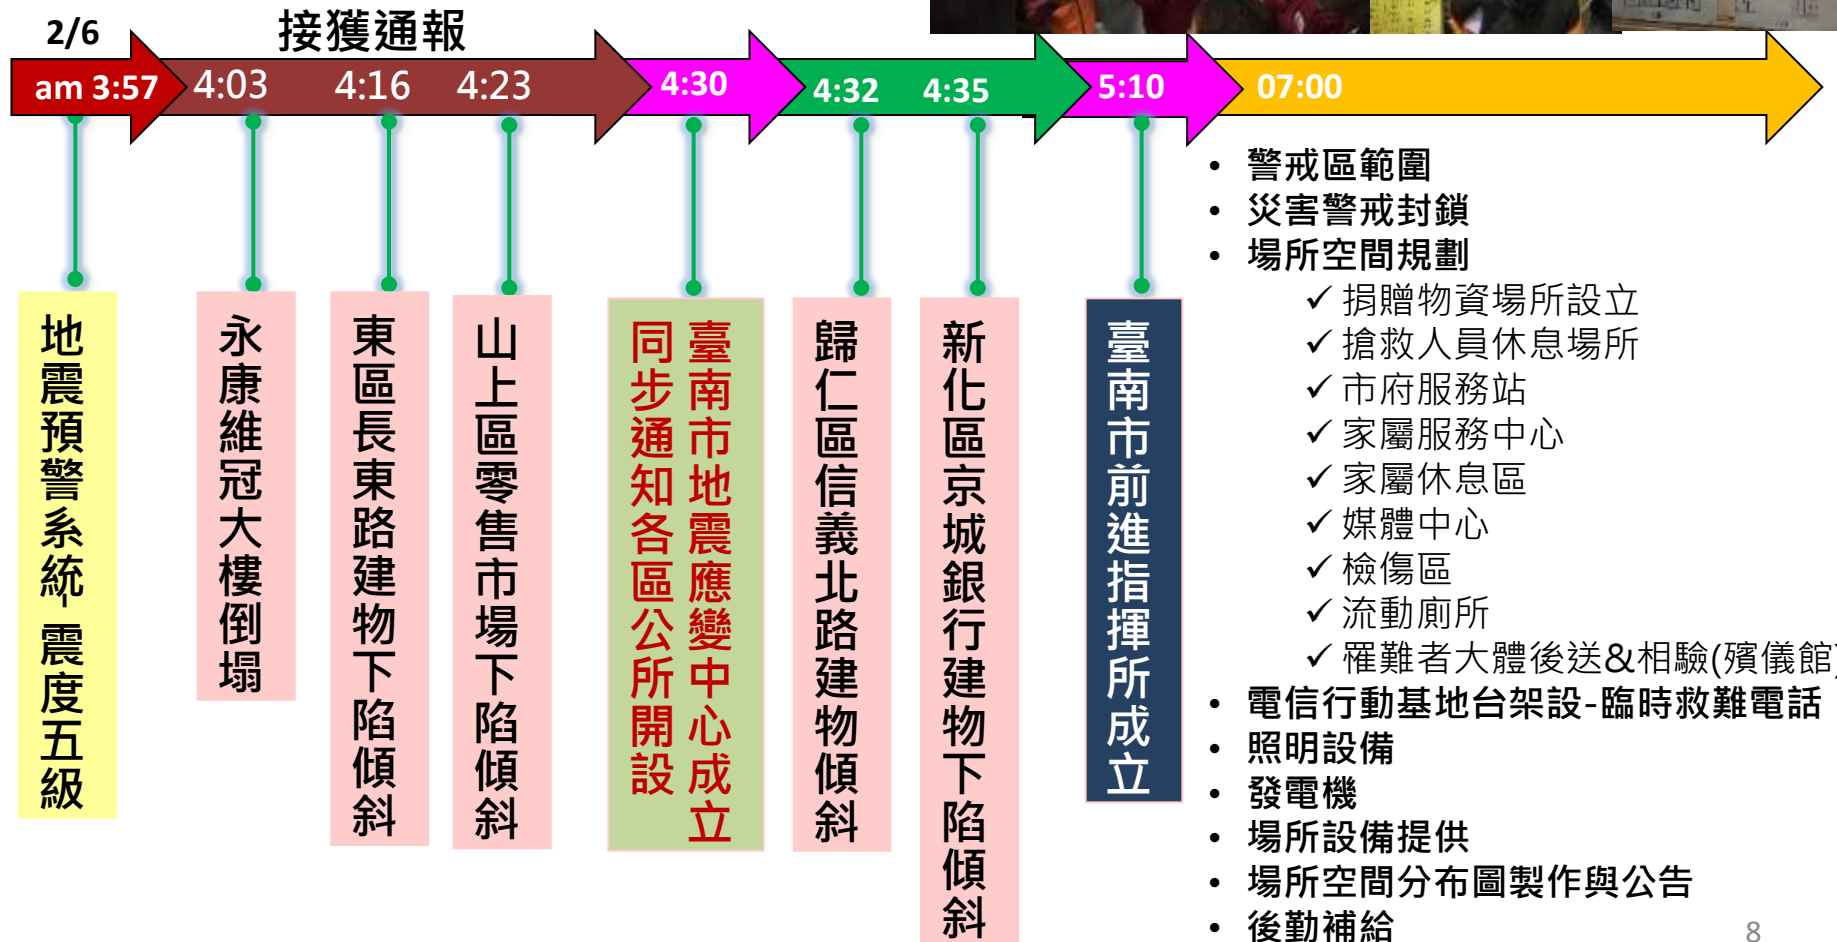 2/6
接獲通報
am 3:57
4:03
4:16
4:23
4:30
4:32
4:35
5:10
07:00
地震預警系統-震度五級
永康維冠大樓倒塌
東區長東路建物下陷傾斜
山上區零售市場下陷傾斜
臺南市地震應變中心成立
同步通知各區公所開設
歸仁區信義北路建物傾斜
新化區京城銀行建物下陷傾斜
臺南市前進指揮所成立
• 警戒區範圍
• 災害警戒封鎖
• 場所空間規劃
✓ 捐贈物資場所設立
✓ 搶救人員休息場所
✓ 市府服務站
✓ 家屬服務中心
✓ 家屬休息區
✓ 媒體中心
✓ 檢傷區
✓ 流動廁所
✓ 罹難者大體後送&相驗(殯儀館)
• 電信行動基地台架設-臨時救難電話
• 照明設備
• 發電機
• 場所設備提供
• 場所空間分布圖製作與公告
• 後勤補給
8